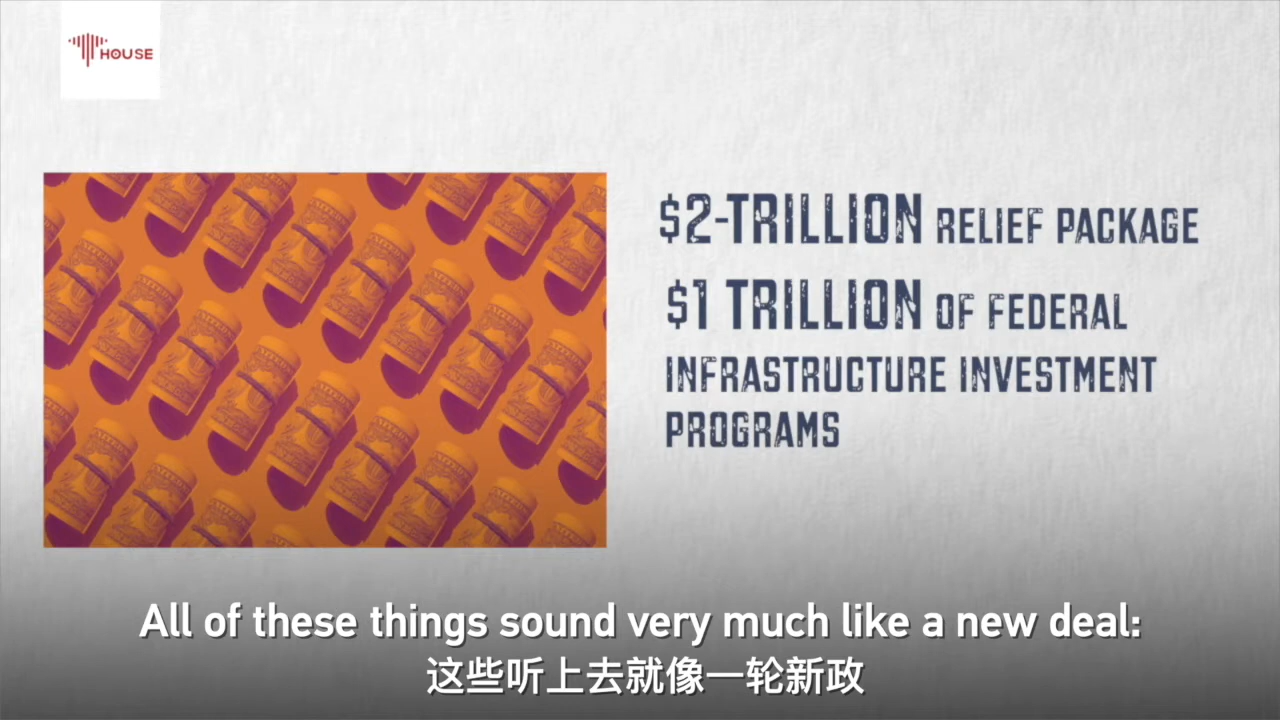 HOUSE
$2-TRILLION RELIEF PACKAGE
$1 TRILLION OF FEDERAL
INFRASTRUCTURE INVESTMENT
PROGRAMS
All of these things sound very much like a new deal:
这些听上去就像一轮新政